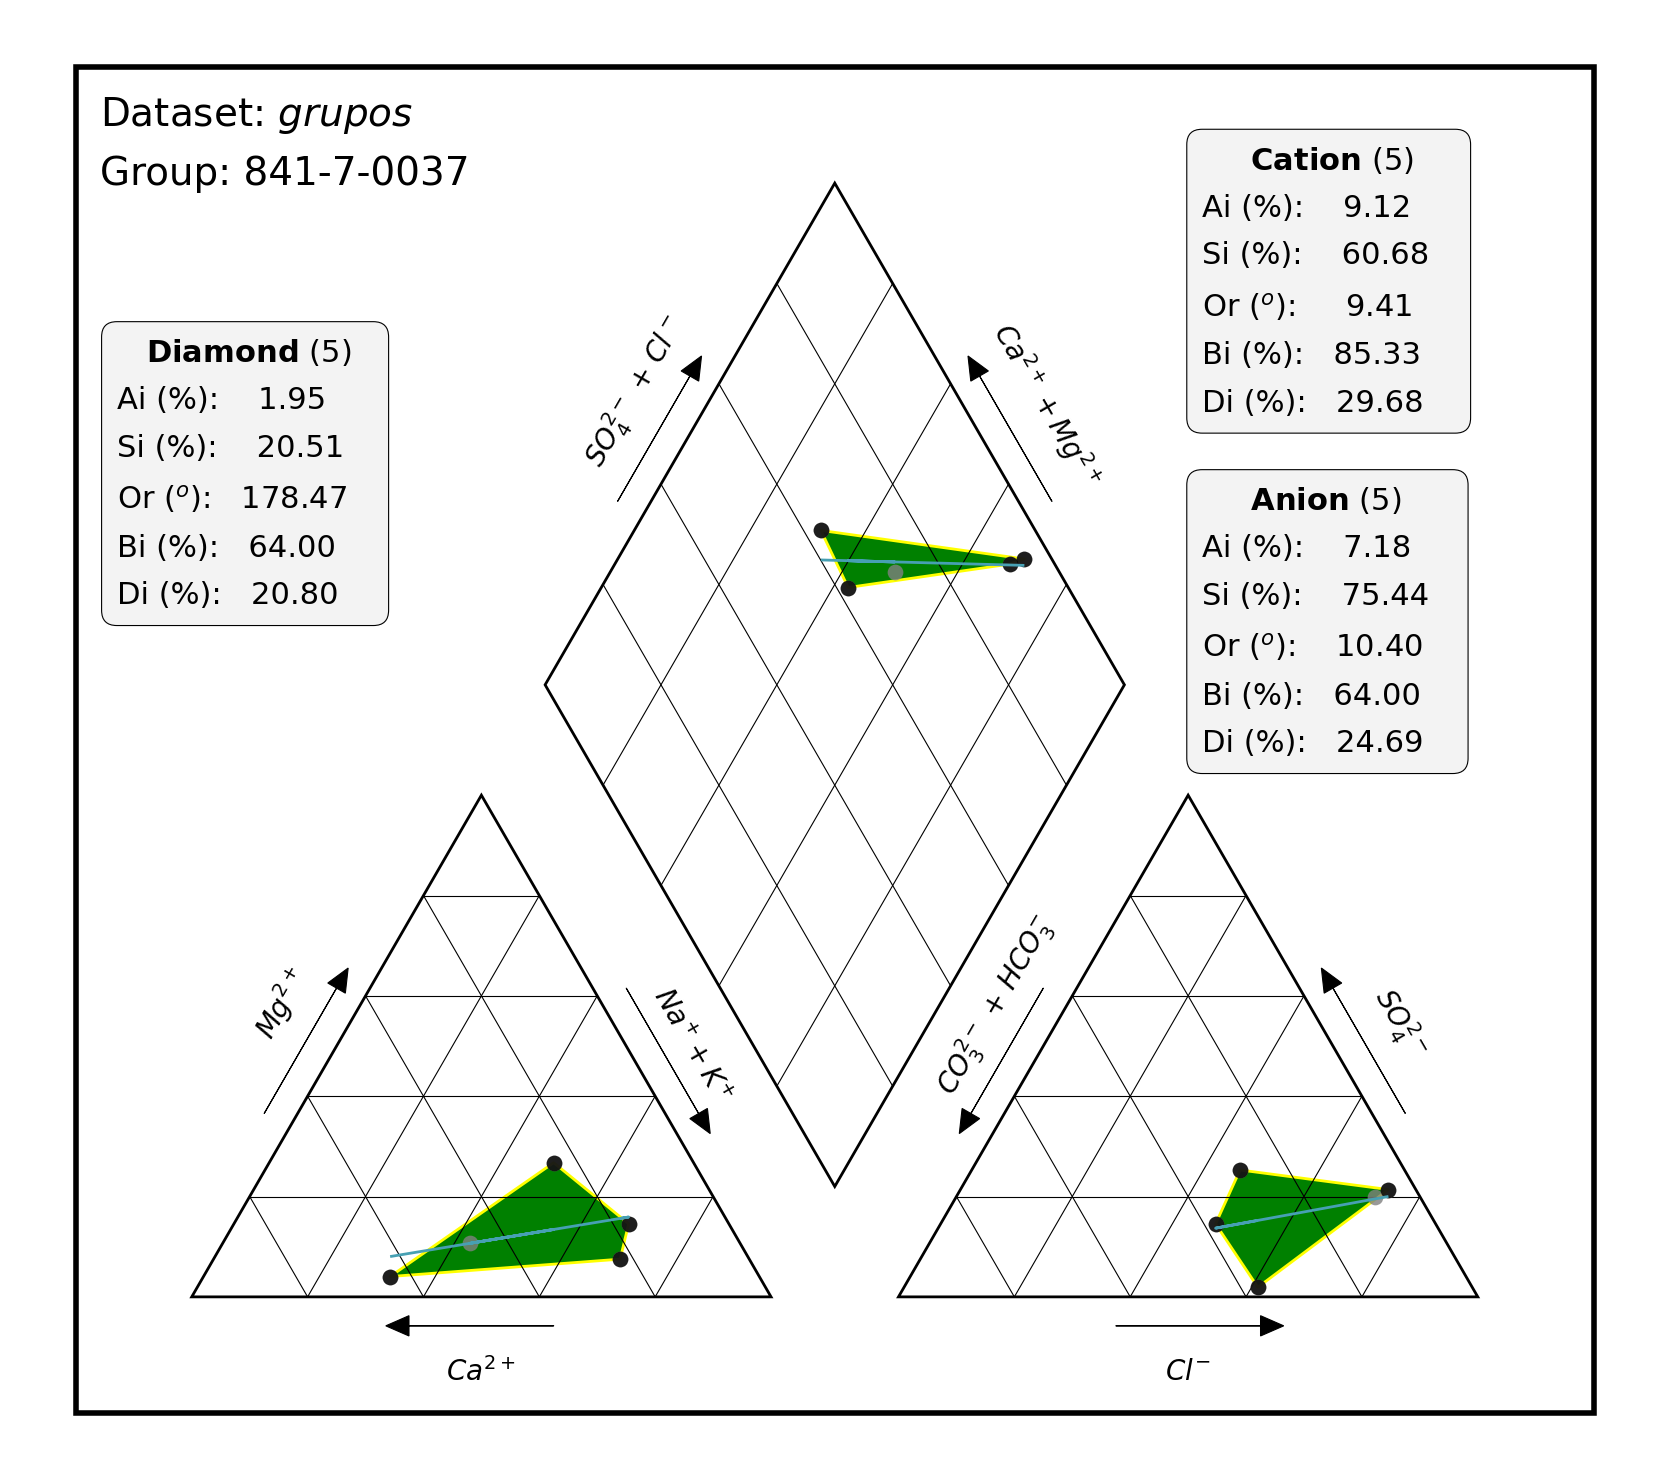 Dataset: grupos
Group: 841-7-0037
Cation (5)
Ai (%): 9.12
Si (%): 60.68
Or (°): 9.41
Bi (%): 85.33
Di (%): 29.68
Diamond (5)
Ai (%): 1.95
Si (%): 20.51
Or (°): 178.47
Bi (%): 64.00
Di (%): 20.80
Anion (5)
Ai (%): 7.18
Si (%): 75.44
Or (°): 10.40
Bi (%): 64.00
Di (%): 24.69
SO₄²⁻ + Cl⁻
Ca²⁺ + Mg²⁺
Mg²⁺
Na⁺ + K⁺
CO₃²⁻ + HCO₃⁻
SO₄²⁻
Ca²⁺
Cl⁻